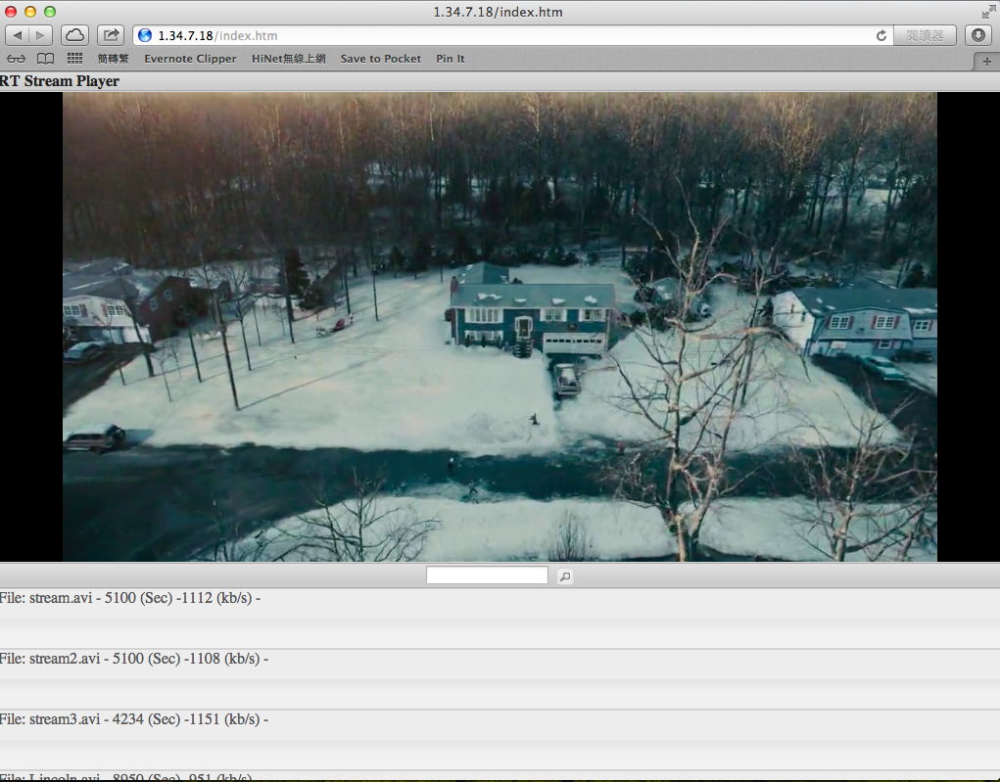 1.34.7.18/index.htm
1.34.7.18/index.htm
閱讀器
簡轉繁 Evernote Clipper HiNet無線上網 Save to Pocket Pin It
RT Stream Player
File: stream.avi - 5100 (Sec) -1112 (kb/s) -
File: stream2.avi - 5100 (Sec) -1108 (kb/s) -
File: stream3.avi - 4234 (Sec) -1151 (kb/s) -
File: Lincoln.avi - 8950 (Sec) -951 (kb/s) -